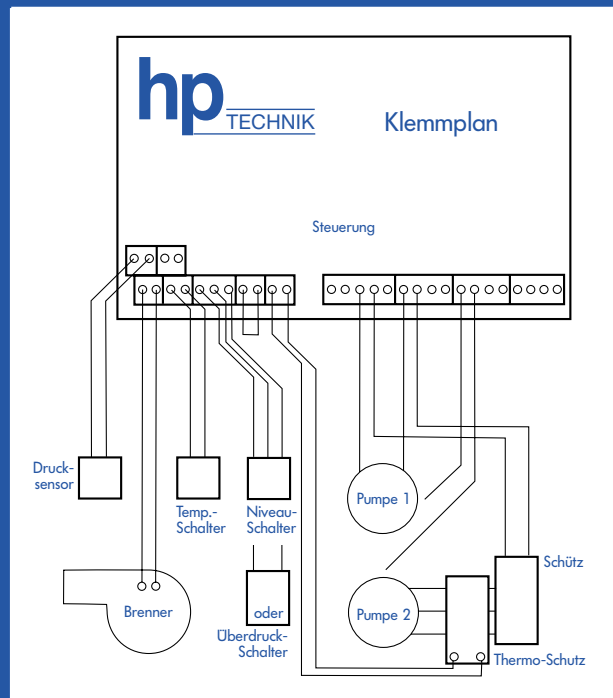 hp
TECHNIK
Klemmplan
Steuerung
Druck-
sensor
Temp.-
Schalter
Niveau-
Schalter
Pumpe 1
Schütz
Brenner
oder
Überdruck-
Schalter
Pumpe 2
Thermo-Schutz